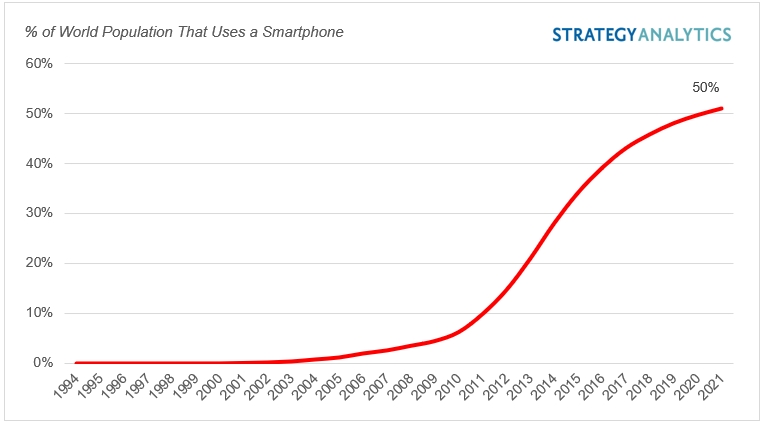 % of World Population That Uses a Smartphone
STRATEGYANALYTICS
60%
50%
50%
40%
30%
20%
10%
0%
1994 1995 1996 1997 1998 1999 2000 2001 2002 2003 2004 2005 2006 2007 2008 2009 2010 2011 2012 2013 2014 2015 2016 2017 2018 2019 2020 2021